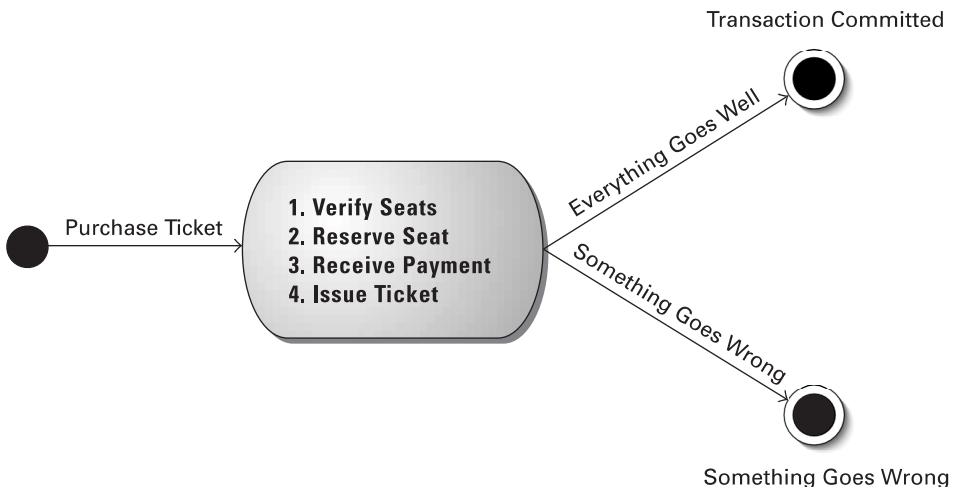 Transaction Committed
Everything Goes Well
Purchase Ticket
1. Verify Seats
2. Reserve Seat
3. Receive Payment
4. Issue Ticket
Something Goes Wrong
Something Goes Wrong